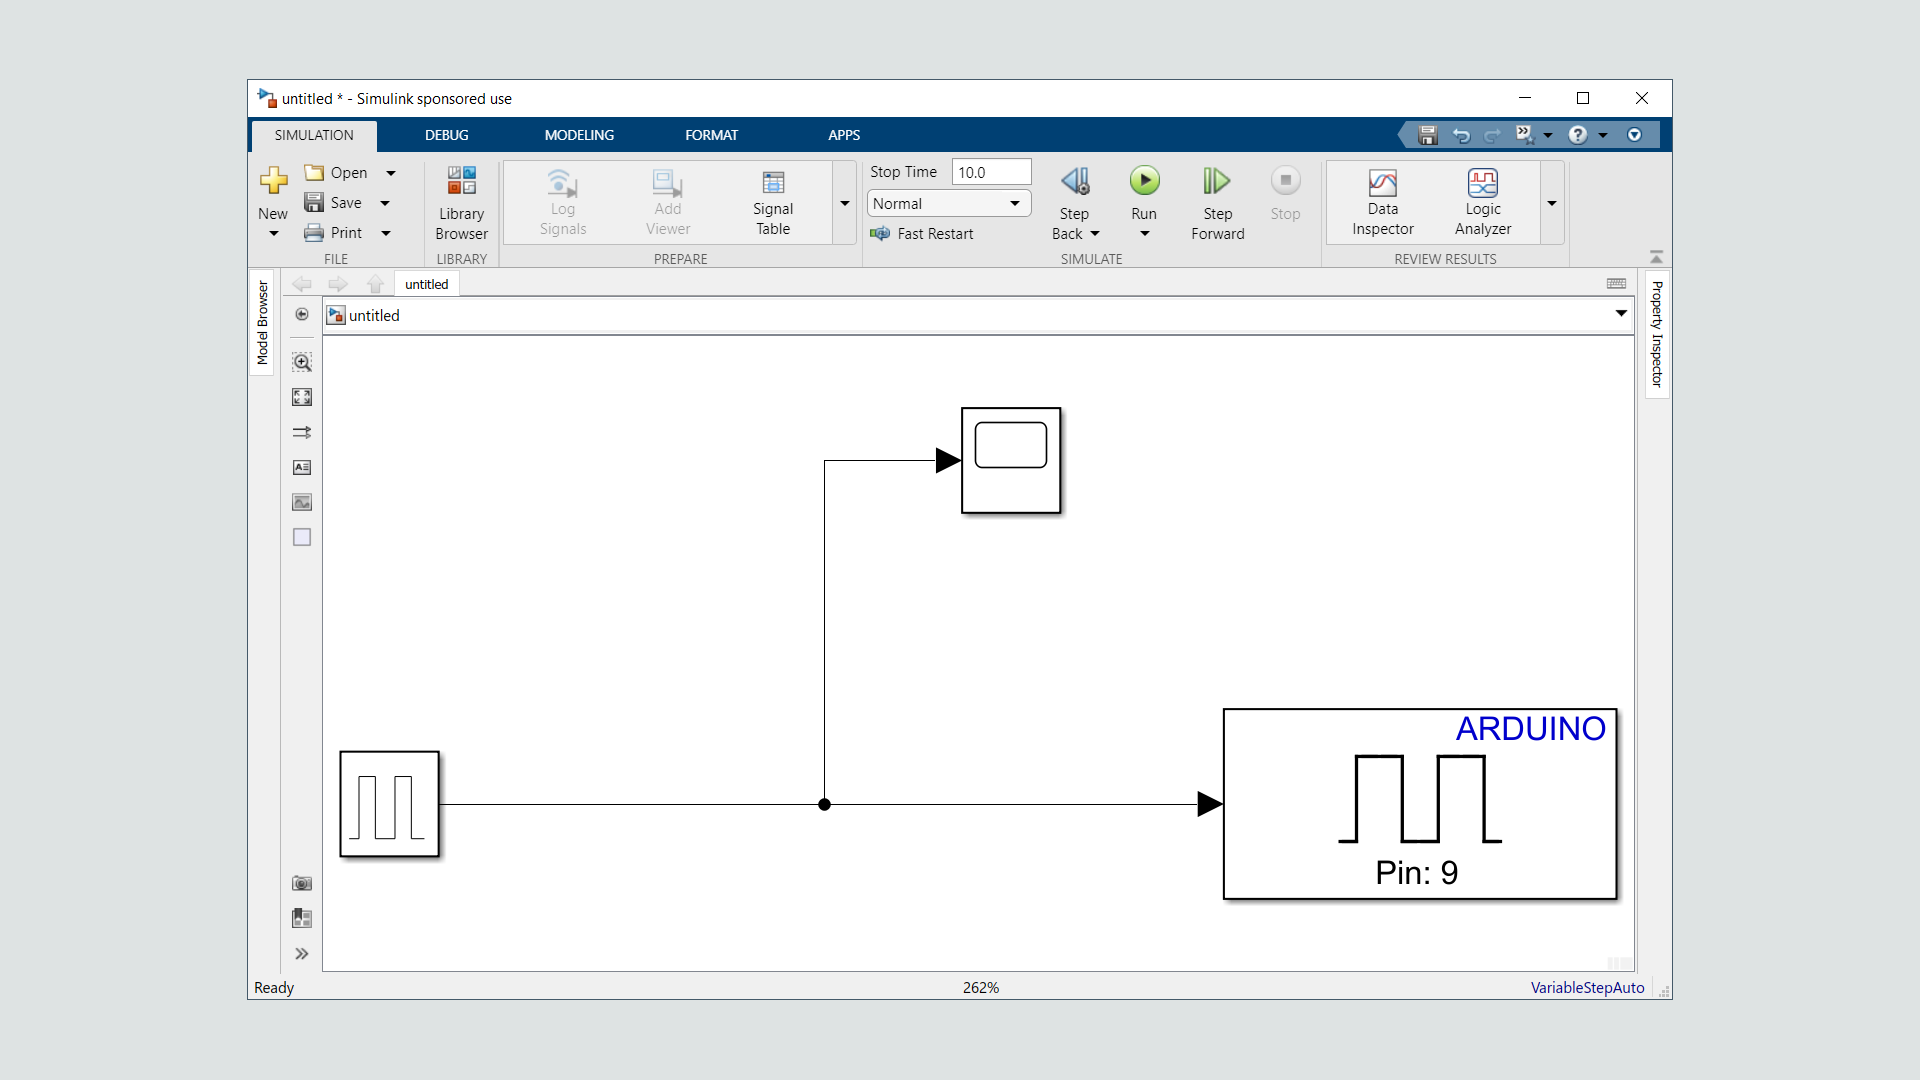 untitled * - Simulink sponsored use
SIMULATION DEBUG MODELING FORMAT APPS
New
Open
Save
Print
FILE
Library
Browser
LIBRARY
Log
Signals
Add
Viewer
Signal
Table
PREPARE
Stop Time 10.0
Normal
Fast Restart
Step
Back
Run
Step
Forward
Stop
SIMULATE
Data
Inspector
Logic
Analyzer
REVIEW RESULTS
Model Browser
untitled
untitled
Property Inspector
ARDUINO
Pin: 9
Ready 262% VariableStepAuto